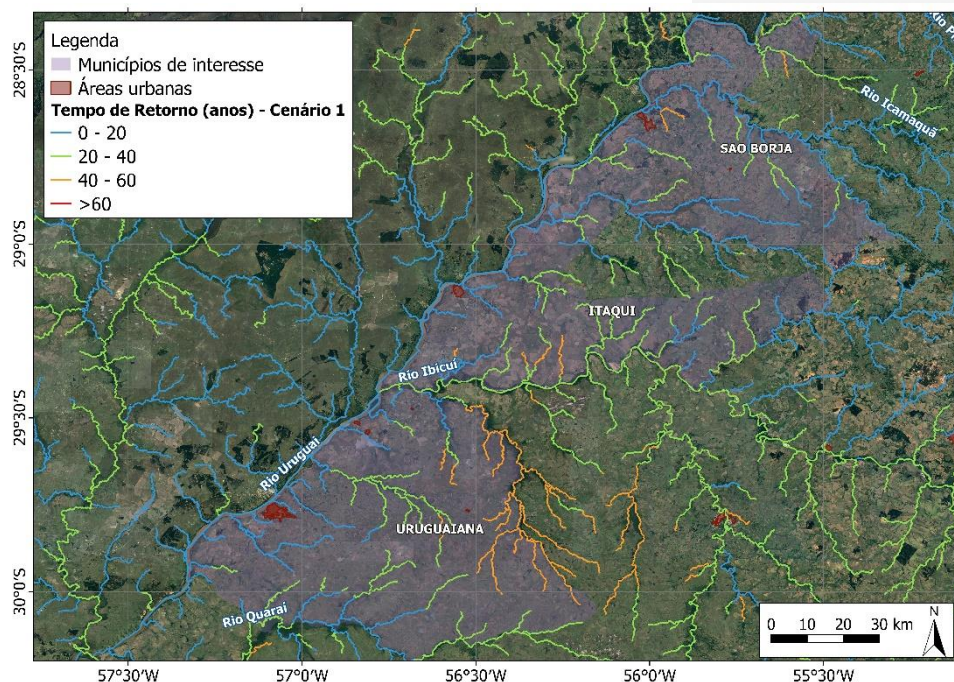 Legenda
Municípios de interesse
Áreas urbanas
Tempo de Retorno (anos) - Cenário 1
0 - 20
20 - 40
40 - 60
>60
28°30'S
29°0'S
29°30'S
30°0'S
Rio Icamaquã
SAO BORJA
ITAQUI
Rio Ibicuí
Rio Uruguai
URUGUAIANA
Rio Quaraí
N
0 10 20 30 km
57°30'W 57°0'W 56°30'W 56°0'W 55°30'W